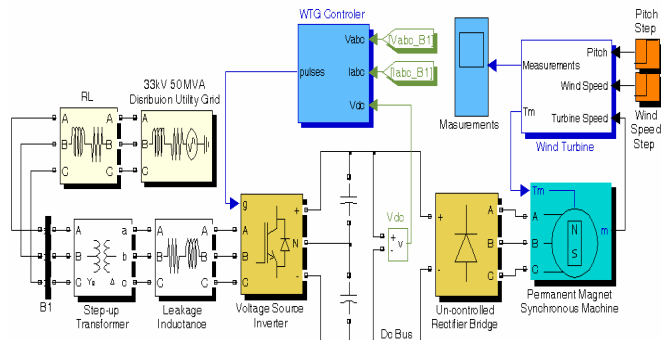 WTG Controler
Vabc
Iabc
Vdc
pulses
[Vabc_B1]
[Iabc_B1]
Masurements
Measurements
Tm
Pitch
Wind Speed
Turbine Speed
Wind Turbine
Pitch
Step
Wind
Speed
Step
RL
A
B
C
A
B
C
33kV 50MVA
Disribuion Utility Grid
A
B
C
B1
A
B
C
a
b
c
Yg
Δ
Step-up
Transformer
A
B
C
A
B
C
Leakage
Inductance
g
A
B
C
+
N
-
Voltage Source
Inverter
Vdc
+
-
v
Dc Bus
+
-
A
B
C
Un-controlled
Rectifier Bridge
Tm
A
B
C
N
S
m
Permanent Magnet
Synchronous Machine